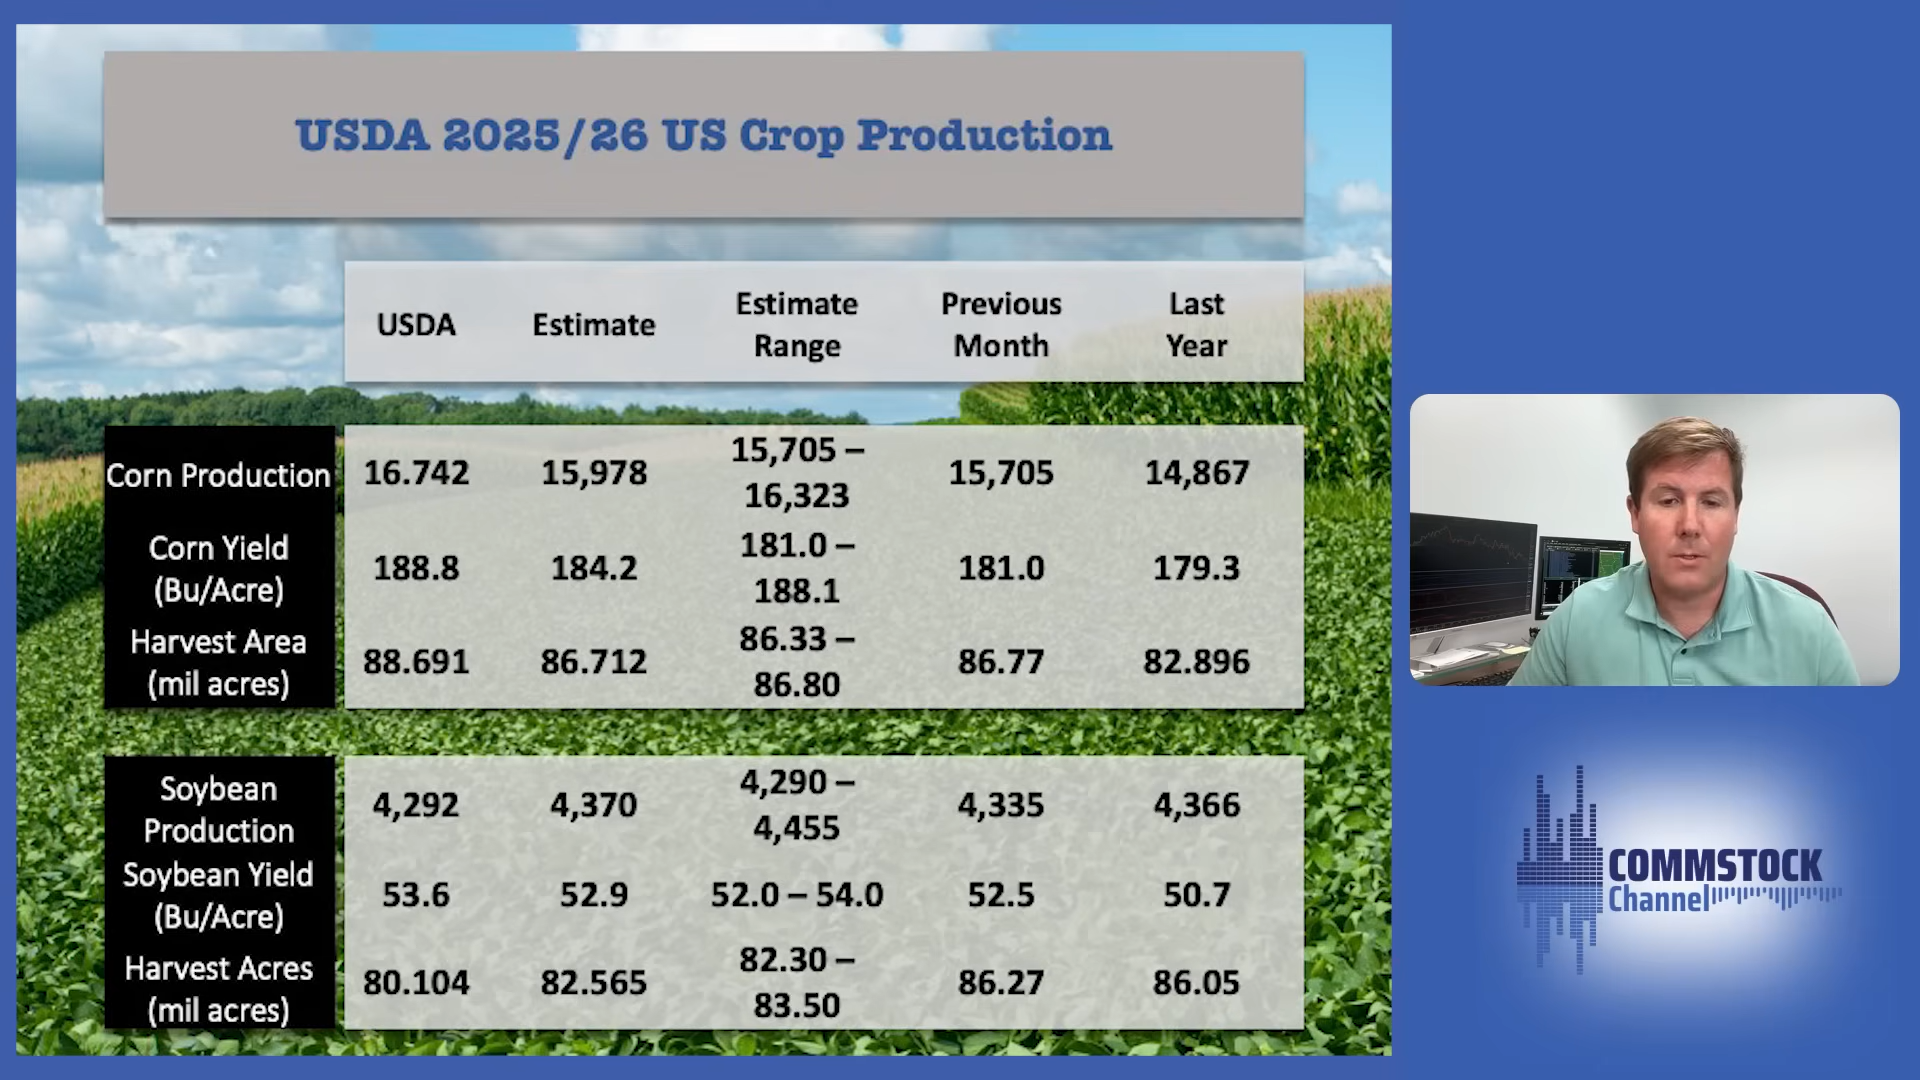 USDA 2025/26 US Crop Production
USDA
Estimate
Estimate
Range
Previous
Month
Last
Year
Corn Production
16.742
15,978
15,705 –
16,323
15,705
14,867
Corn Yield
(Bu/Acre)
188.8
184.2
181.0 –
188.1
181.0
179.3
Harvest Area
(mil acres)
88.691
86.712
86.33 –
86.80
86.77
82.896
Soybean
Production
4,292
4,370
4,290 –
4,455
4,335
4,366
Soybean Yield
(Bu/Acre)
53.6
52.9
52.0 – 54.0
52.5
50.7
Harvest Acres
(mil acres)
80.104
82.565
82.30 –
83.50
86.27
86.05
COMMSTOCK
Channel